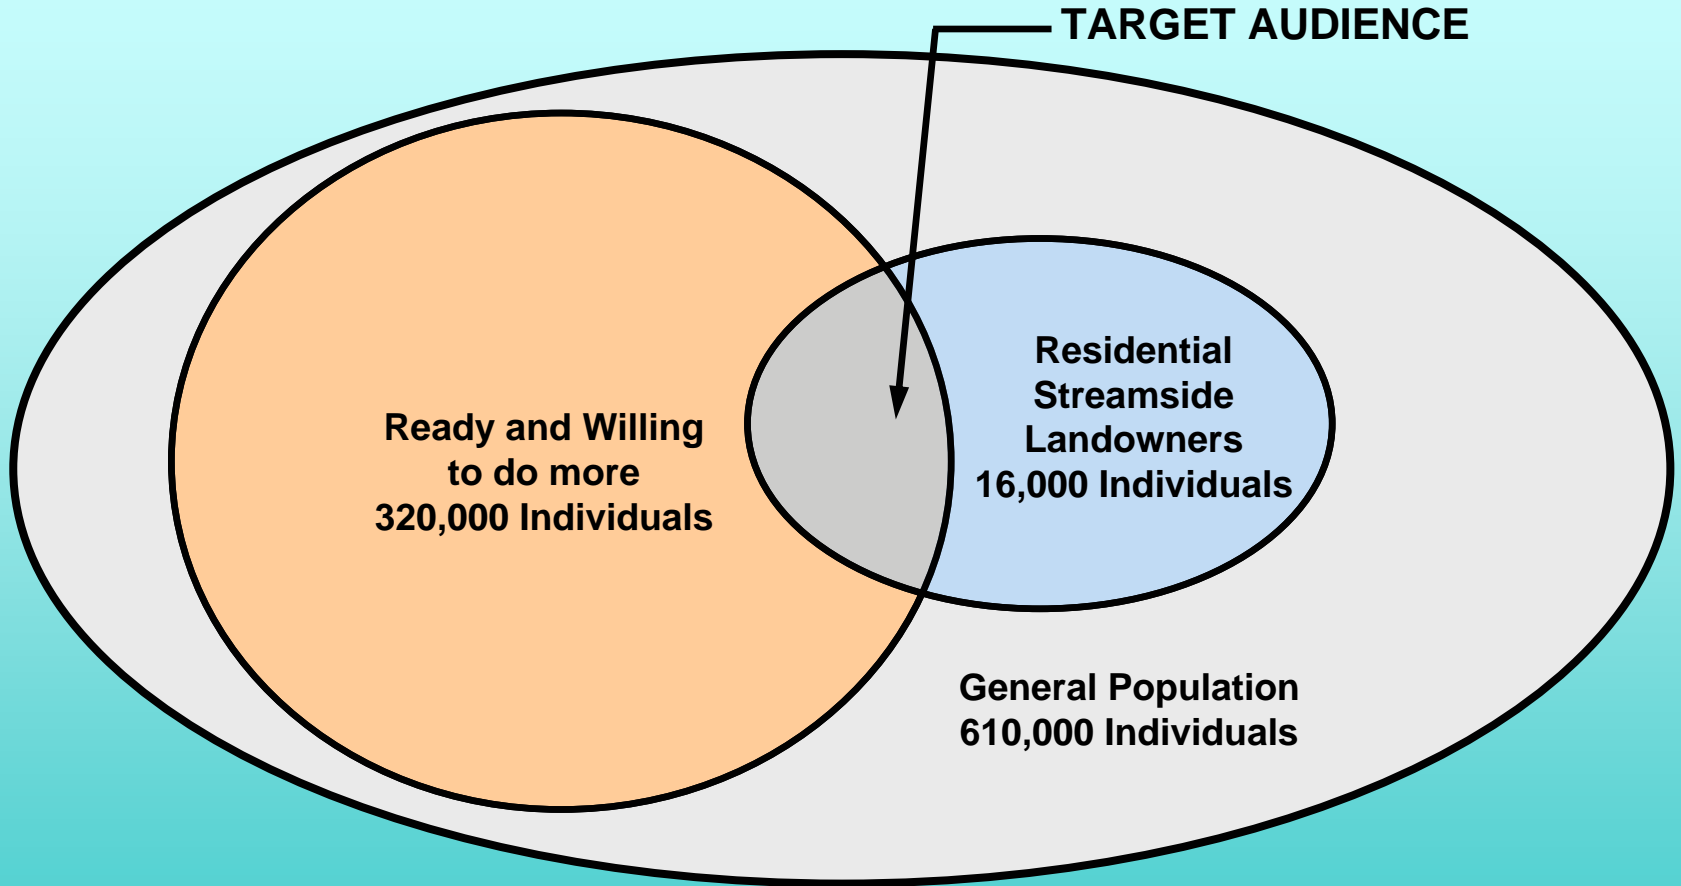 TARGET AUDIENCE
Ready and Willing
to do more
320,000 Individuals
Residential
Streamside
Landowners
16,000 Individuals
General Population
610,000 Individuals